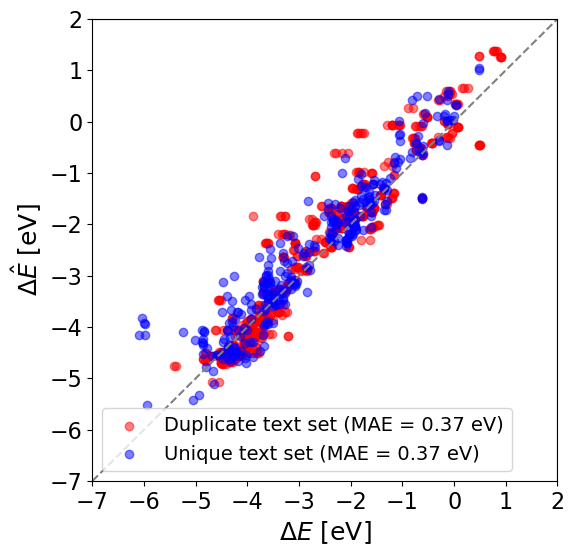 2
1
0
−1
−2
−3
−4
−5
−6
−7
ΔÊ [eV]
Duplicate text set (MAE = 0.37 eV)
Unique text set (MAE = 0.37 eV)
−7 −6 −5 −4 −3 −2 −1 0 1 2
ΔE [eV]